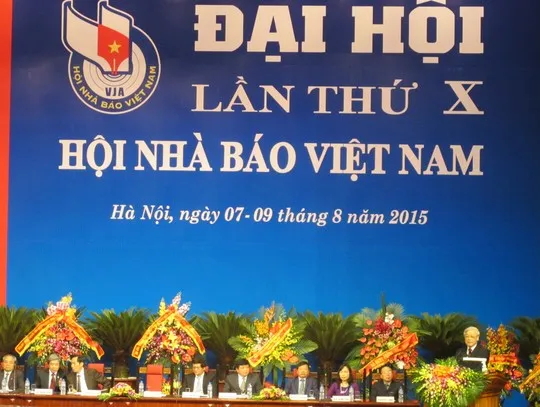 ĐẠI HỘI
LẦN THỨ X
HỘI NHÀ BÁO VIỆT NAM
Hà Nội, ngày 07-09 tháng 8 năm 2015
VJA
HỘI NHÀ BÁO VIỆT NAM